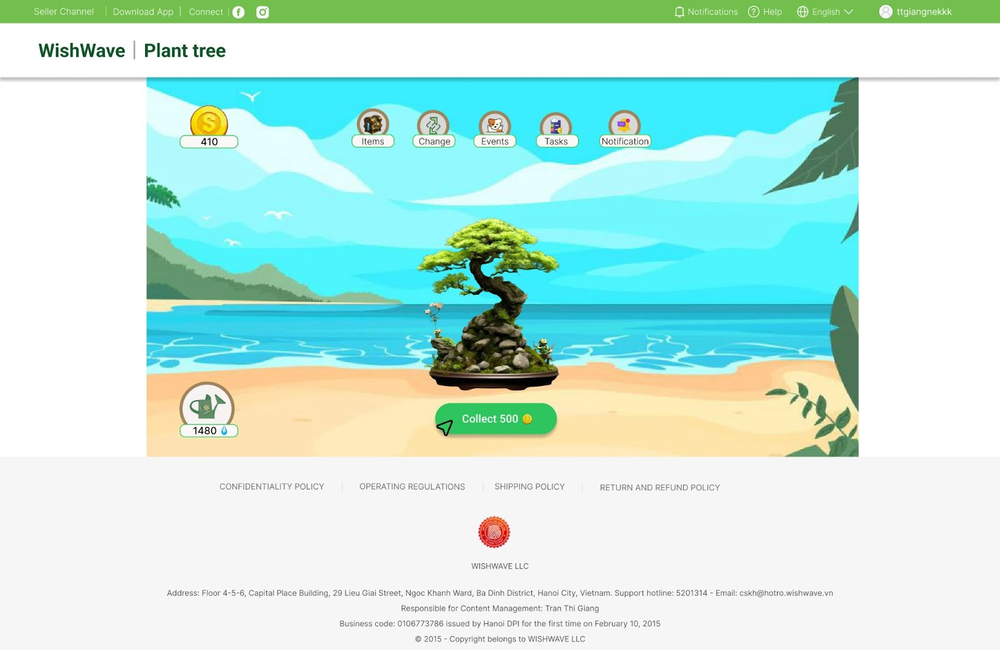 Seller Channel | Download App | Connect | Notifications Help English ttgiangnekkk
WishWave | Plant tree
410 Items Change Events Tasks Notification
1480
Collect 500
CONFIDENTIALITY POLICY | OPERATING REGULATIONS | SHIPPING POLICY | RETURN AND REFUND POLICY
WISHWAVE LLC
Address: Floor 4-5-6, Capital Place Building, 29 Lieu Giai Street, Ngoc Khanh Ward, Ba Dinh District, Hanoi City, Vietnam. Support hotline: 5201314 - Email: cskh@hotro.wishwave.vn
Responsible for Content Management: Tran Thi Giang
Business code: 0106773786 issued by Hanoi DPI for the first time on February 10, 2015
© 2015 - Copyright belongs to WISHWAVE LLC